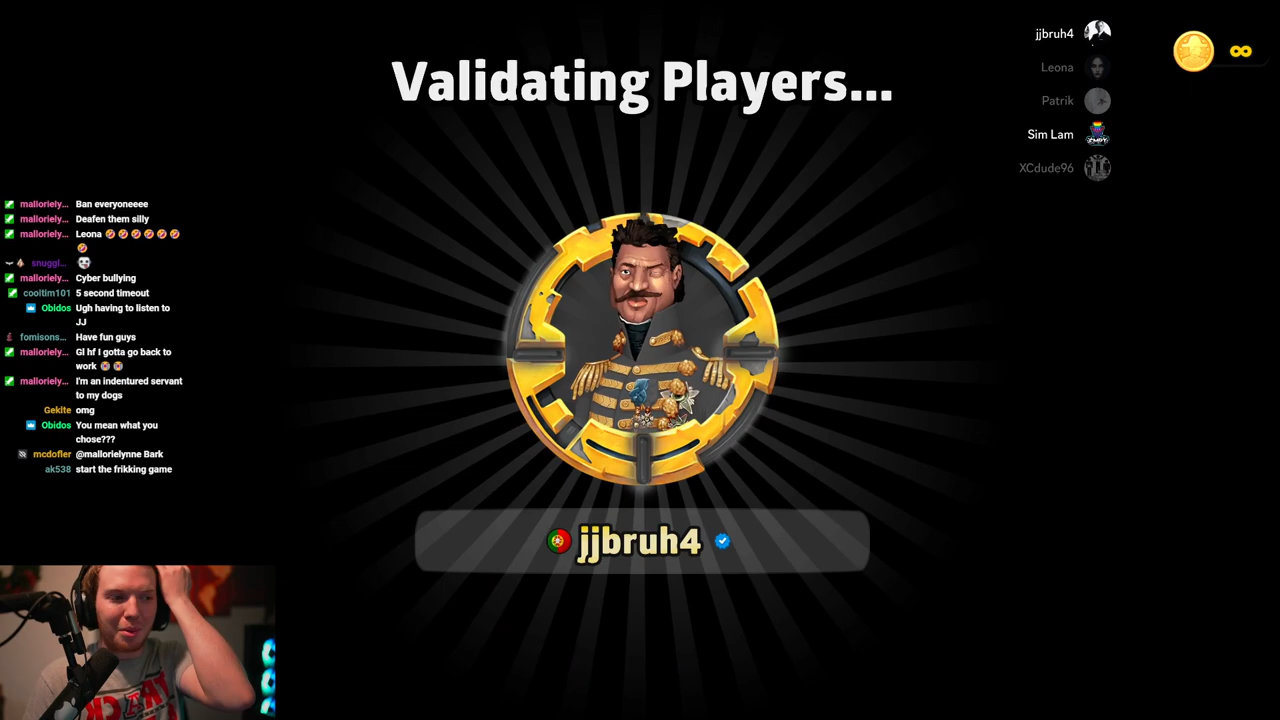 Validating Players...
jjbruh4
Leona
Patrik
Sim Lam
XCdude96
malloriely... Ban everyoneeee
malloriely... Deafen them silly
malloriely... Leona
snuggl...
malloriely... Cyber bullying
cooltim101 5 second timeout
Obidos Ugh having to listen to
JJ
fomisons... Have fun guys
malloriely... Gl hf I gotta go back to
work
malloriely... I'm an indentured servant
to my dogs
Gekite omg
Obidos You mean what you
chose???
mcdofler @mallorielynne Bark
ak538 start the frikking game
jjbruh4